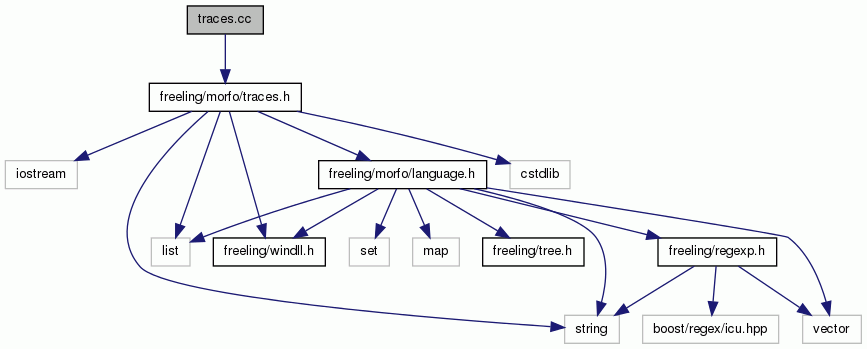 traces.cc
freeling/morfo/traces.h
iostream
freeling/morfo/language.h
cstdlib
list
freeling/windll.h
set
map
freeling/tree.h
freeling/regexp.h
string
boost/regex/icu.hpp
vector